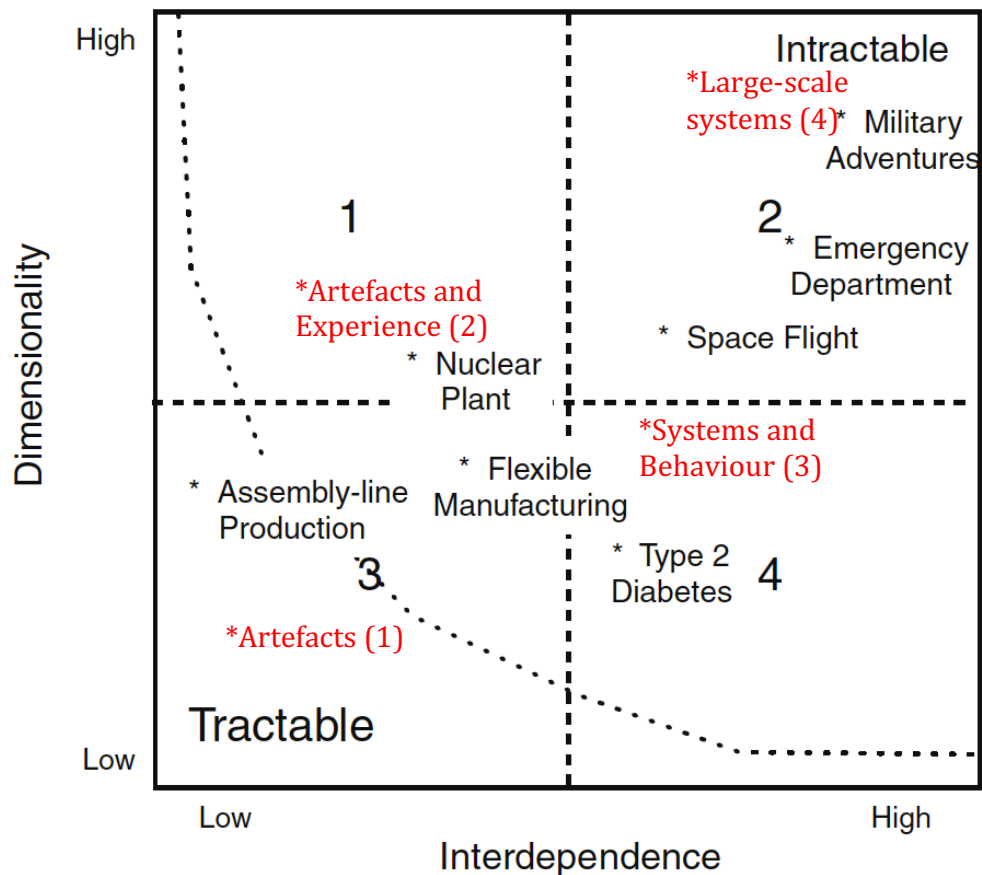 High
Intractable
*Large-scale
systems (4)
* Military
Adventures
1
2
* Emergency
Department
*Artefacts and
Experience (2)
* Space Flight
* Nuclear
Plant
Dimensionality
*Systems and
Behaviour (3)
* Flexible
Manufacturing
* Assembly-line
Production
* Type 2
Diabetes
3
4
*Artefacts (1)
Tractable
Low
Low
High
Interdependence